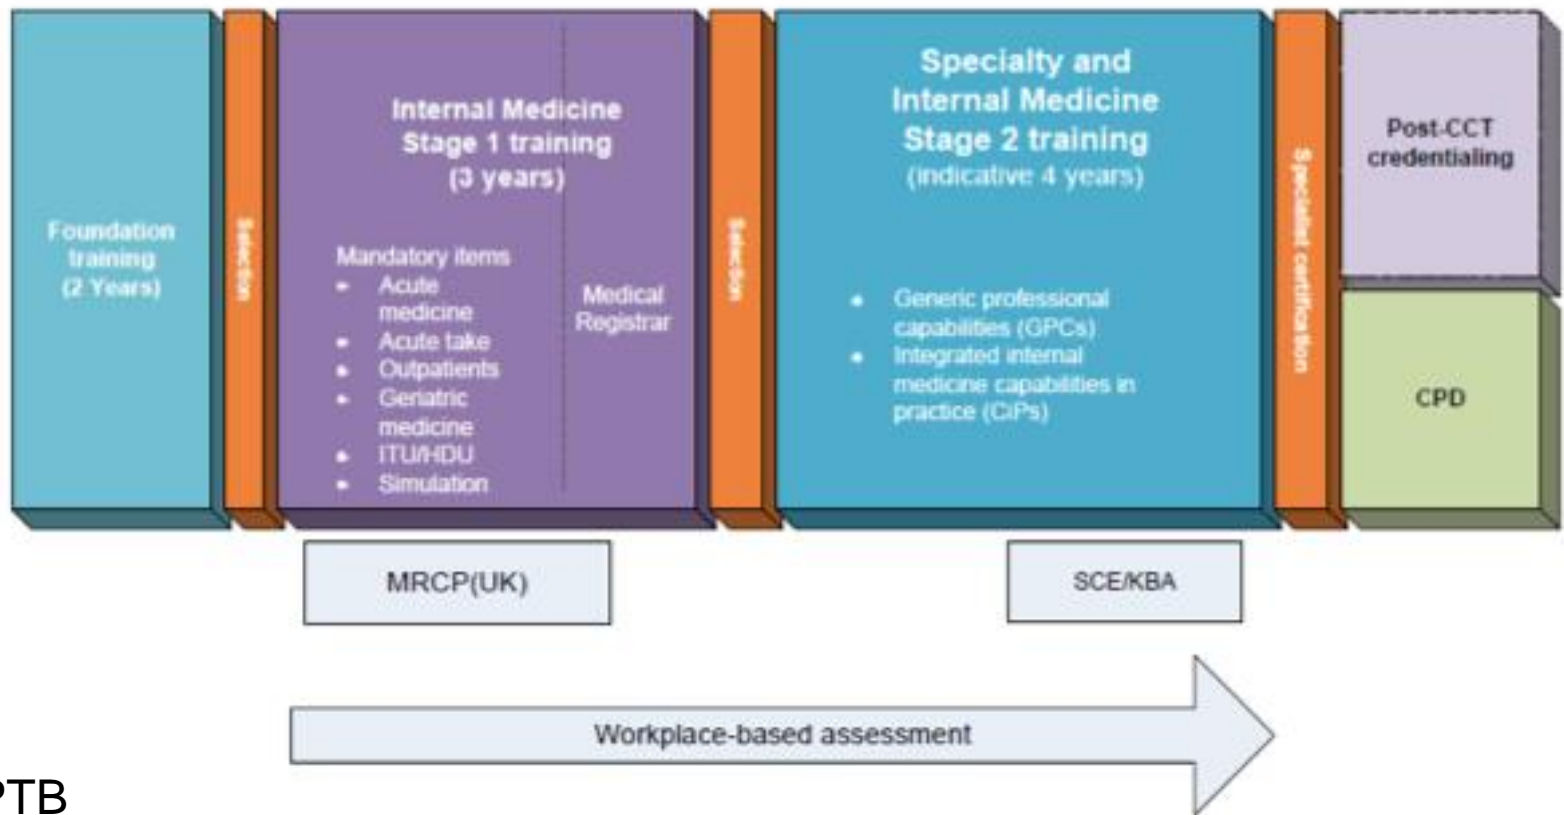 Foundation
training
(2 Years)
Selection
Internal Medicine
Stage 1 training
(3 years)
Mandatory items
• Acute
medicine
• Acute take
• Outpatients
• Geriatric
medicine
• ITU/HDU
• Simulation
Medical
Registrar
Selection
Specialty and
Internal Medicine
Stage 2 training
(indicative 4 years)
• Generic professional
capabilities (GPCs)
• Integrated internal
medicine capabilities in
practice (CiPs)
Specialist certification
Post-CCT
credentialing
CPD
MRCP(UK)
SCE/KBA
Workplace-based assessment
PTB